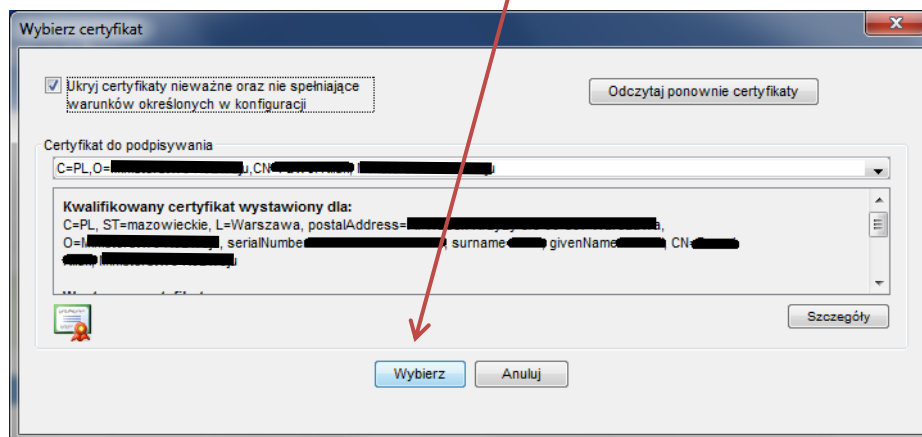 Wybierz certyfikat
Ukryj certyfikaty nieważne oraz nie spełniające
warunków określonych w konfiguracji
Odczytaj ponownie certyfikaty
Certyfikat do podpisywania
C=PL,O= ,CN=
Kwalifikowany certyfikat wystawiony dla:
C=PL, ST=mazowieckie, L=Warszawa, postalAddress=
O= , serialNumbe , surname , givenName , CN
Szczegóły
Wybierz
Anuluj